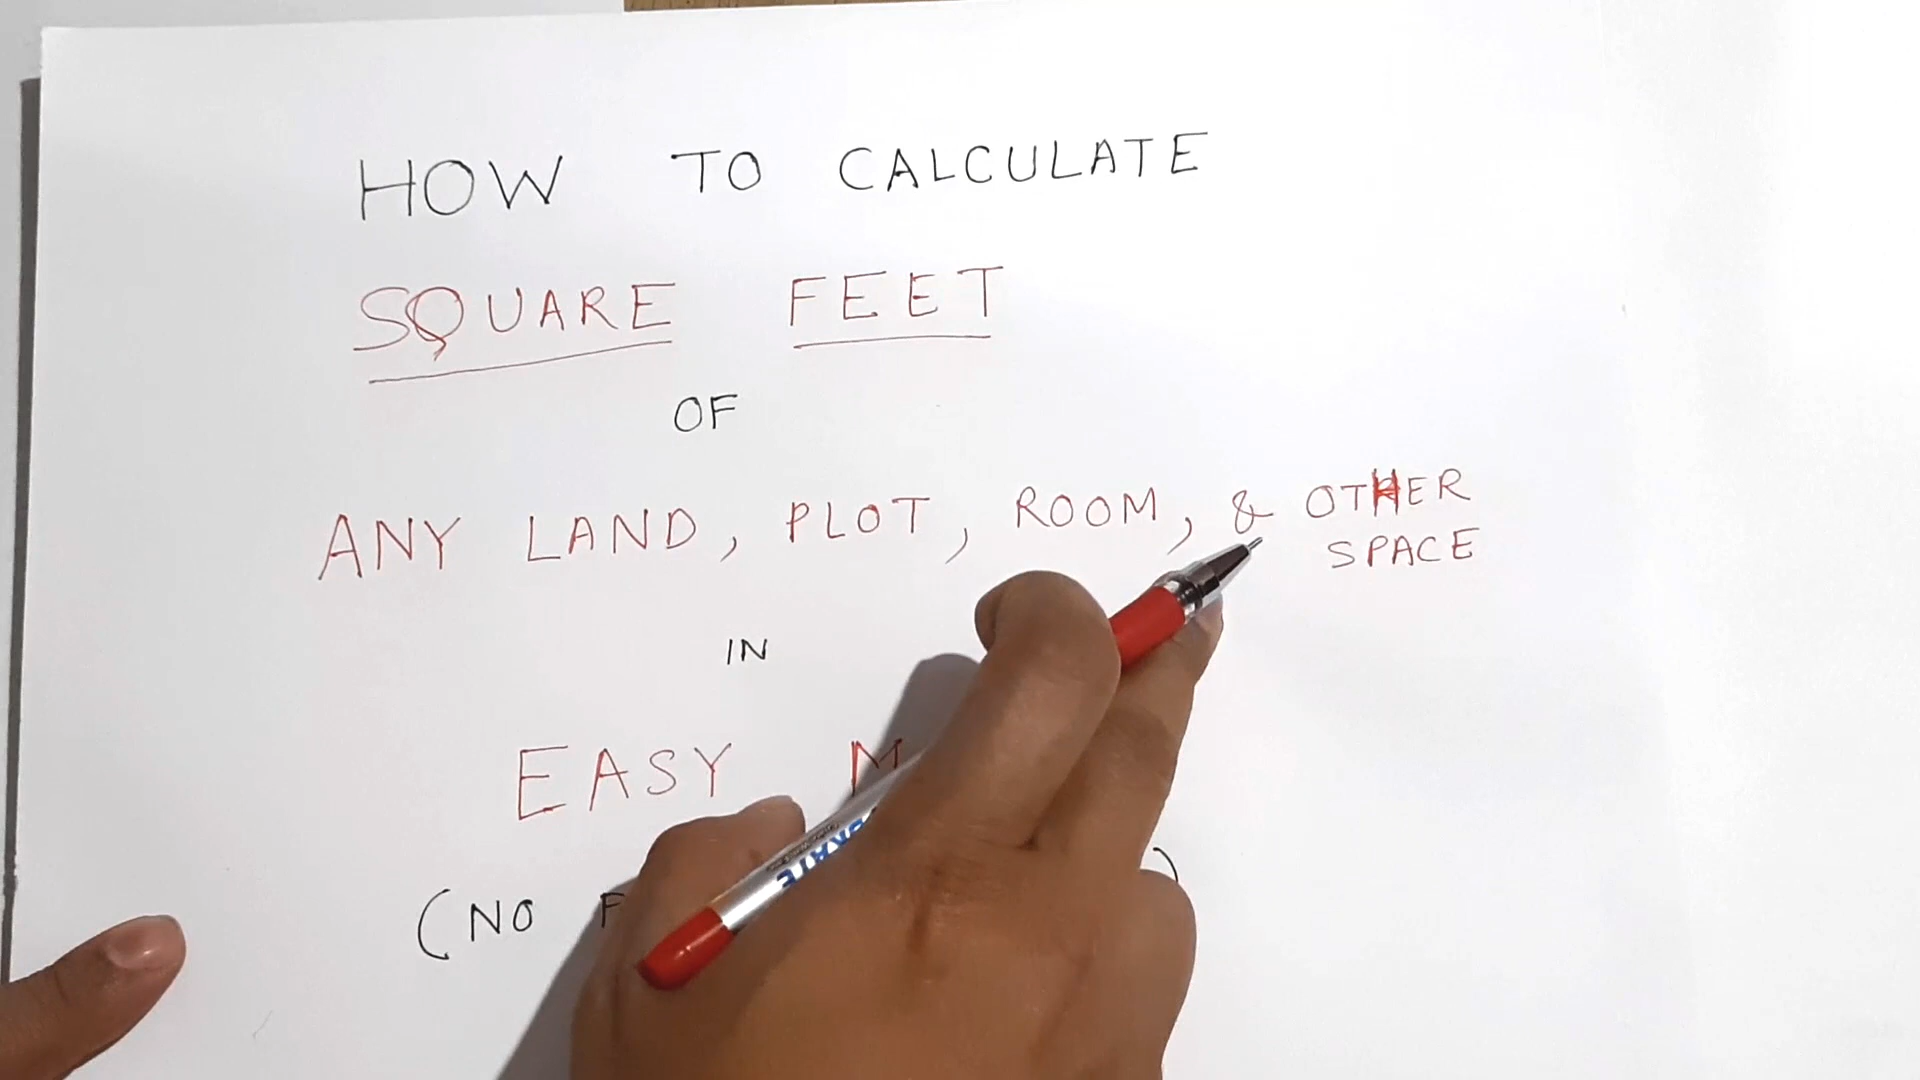 HOW TO CALCULATE
SQUARE FEET
OF
ANY LAND, PLOT, ROOM, & OTHER
SPACE
IN
EASY M
(NO F )